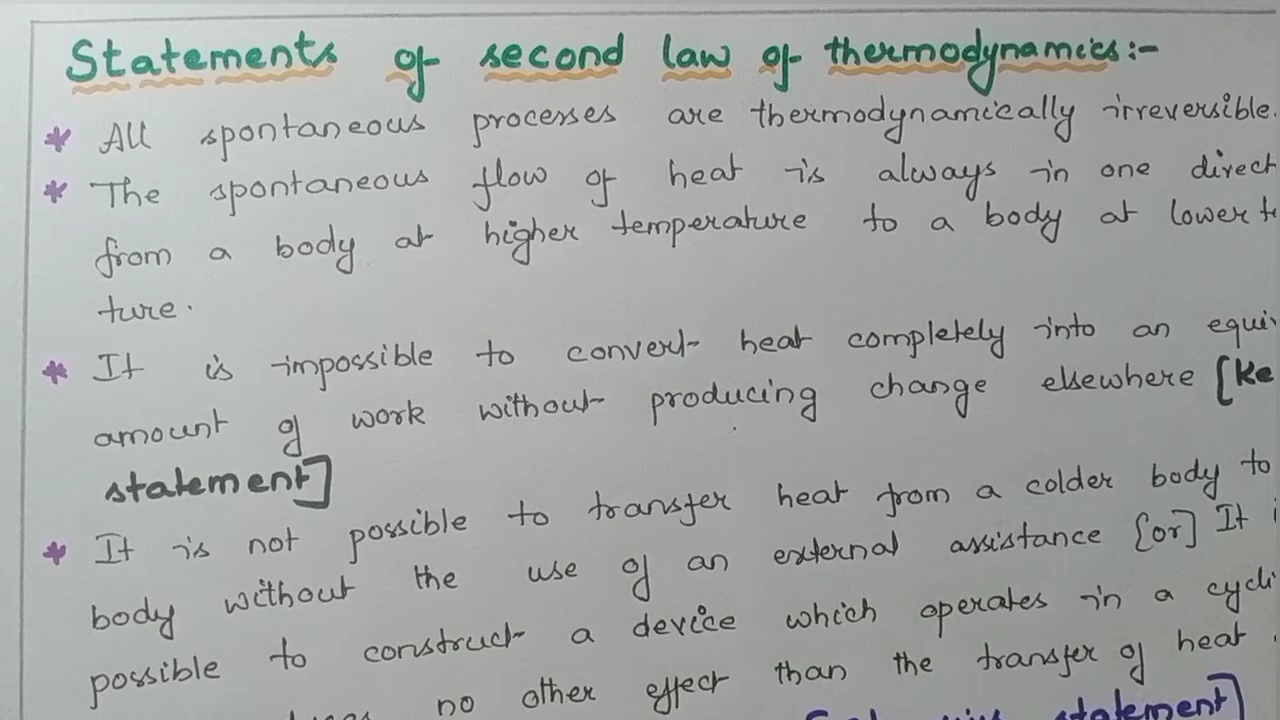 Statements of second law of thermodynamics:-
* All spontaneous processes are thermodynamically irreversible.
* The spontaneous flow of heat is always in one direct
from a body at higher temperature to a body at lower te
ture.
* It is impossible to convert heat completely into an equi
amount of work without producing change elsewhere [Ke
statement]
* It is not possible to transfer heat from a colder body to
body without the use of an external assistance [or] It i
possible to construct a device which operates in a cycli
no other effect than the transfer of heat
statement]